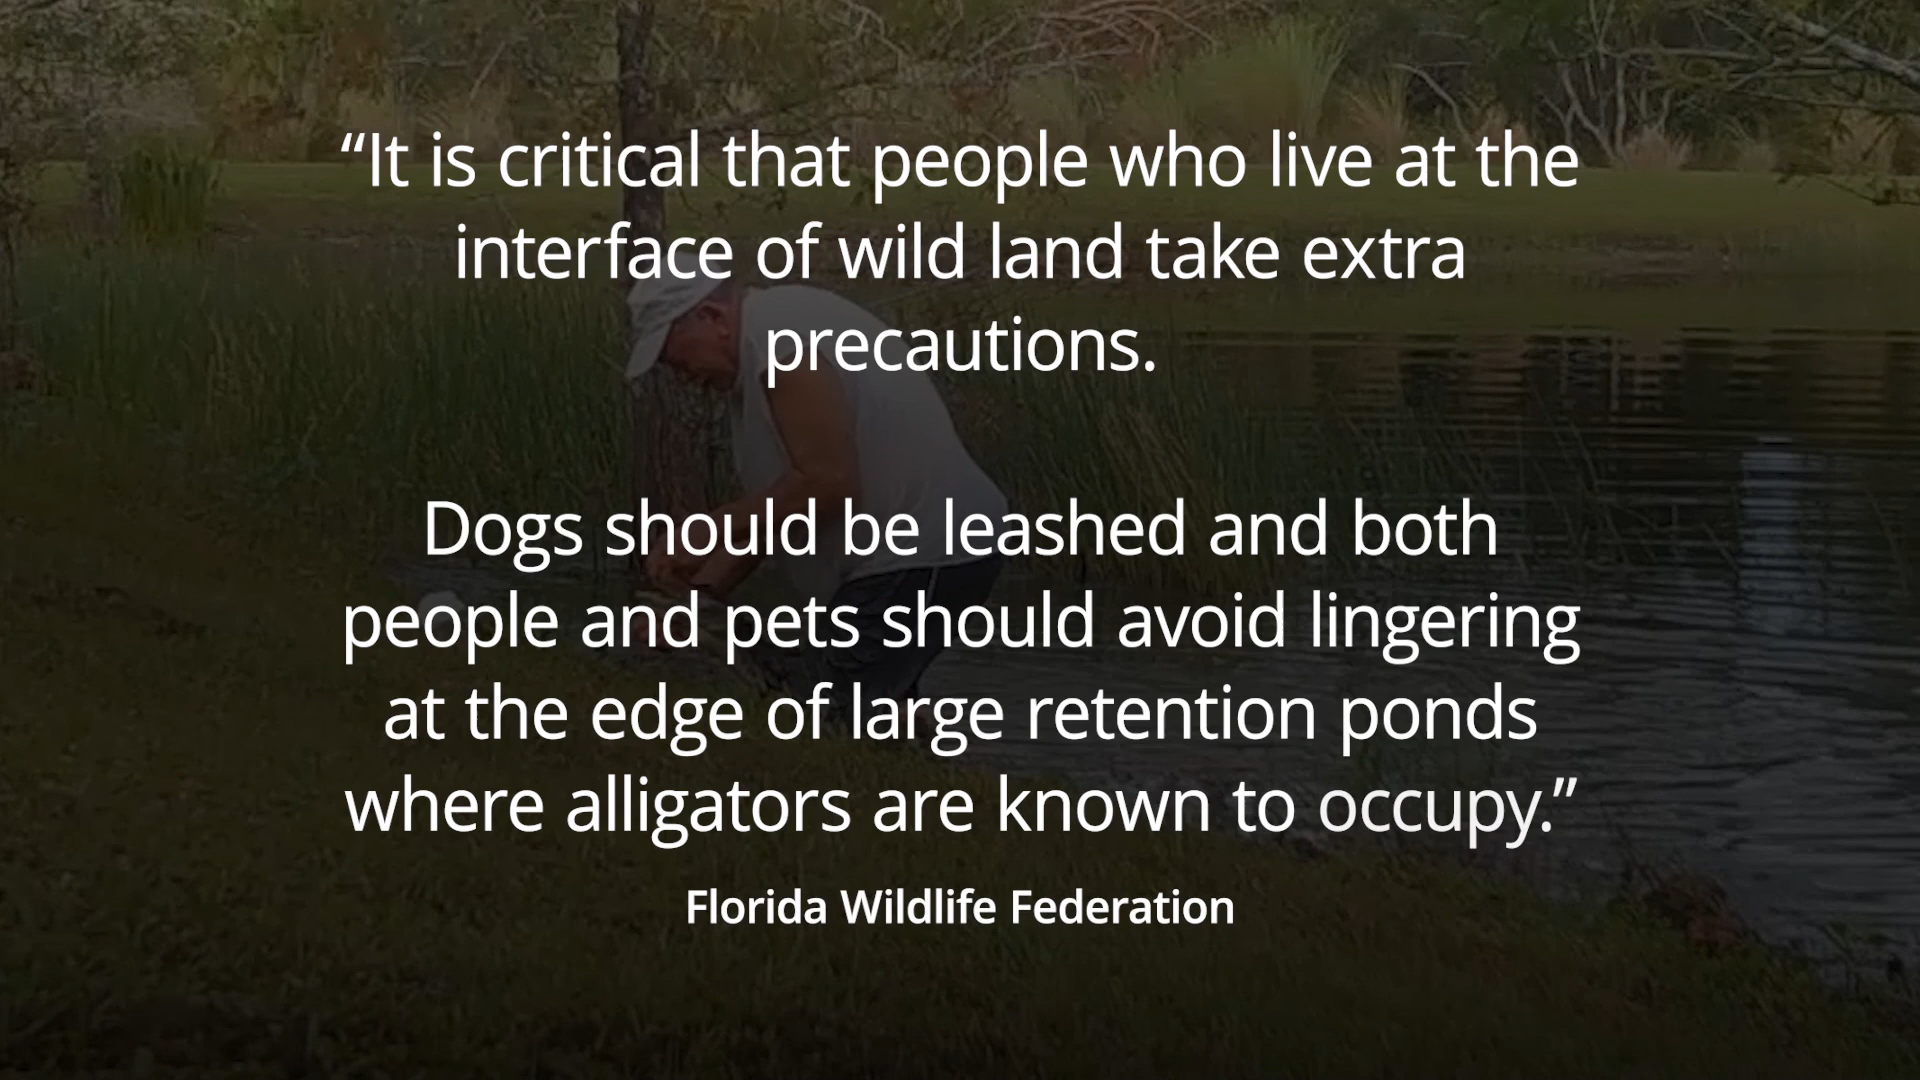 “It is critical that people who live at the
interface of wild land take extra
precautions.
Dogs should be leashed and both
people and pets should avoid lingering
at the edge of large retention ponds
where alligators are known to occupy.”
Florida Wildlife Federation